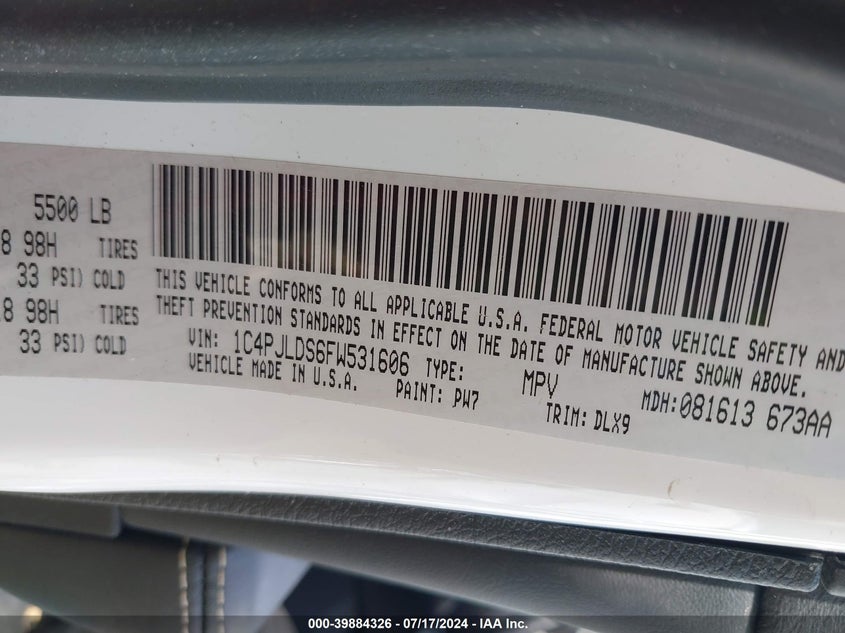 5500 LB
8 98H TIRES
33 PSI) COLD
8 98H TIRES
33 PSI) COLD
THIS VEHICLE CONFORMS TO ALL APPLICABLE U.S.A. FEDERAL MOTOR VEHICLE SAFETY AND
THEFT PREVENTION STANDARDS IN EFFECT ON THE DATE OF MANUFACTURE SHOWN ABOVE.
VIN: 1C4PJLDS6FW531606 TYPE: MPV MDH:081613 673AA
VEHICLE MADE IN U.S.A. PAINT: PW7 TRIM: DLX9
000-39884326 / 07/17/2024 - IAA Inc.